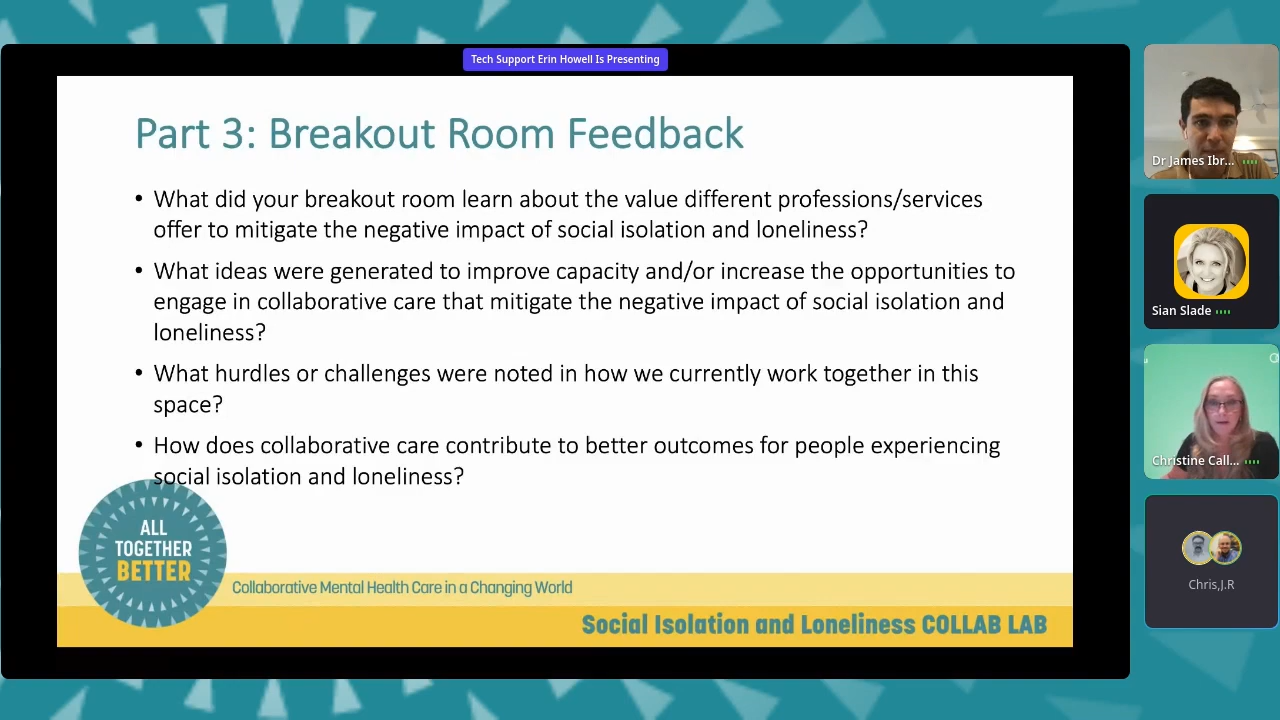 Tech Support Erin Howell Is Presenting
Part 3: Breakout Room Feedback
• What did your breakout room learn about the value different professions/services
offer to mitigate the negative impact of social isolation and loneliness?
• What ideas were generated to improve capacity and/or increase the opportunities to
engage in collaborative care that mitigate the negative impact of social isolation and
loneliness?
• What hurdles or challenges were noted in how we currently work together in this
space?
• How does collaborative care contribute to better outcomes for people experiencing
social isolation and loneliness?
ALL
TOGETHER
BETTER
Collaborative Mental Health Care in a Changing World
Social Isolation and Loneliness COLLAB LAB
Dr James Ibr...
Sian Slade
Christine Call...
Chris,J.R